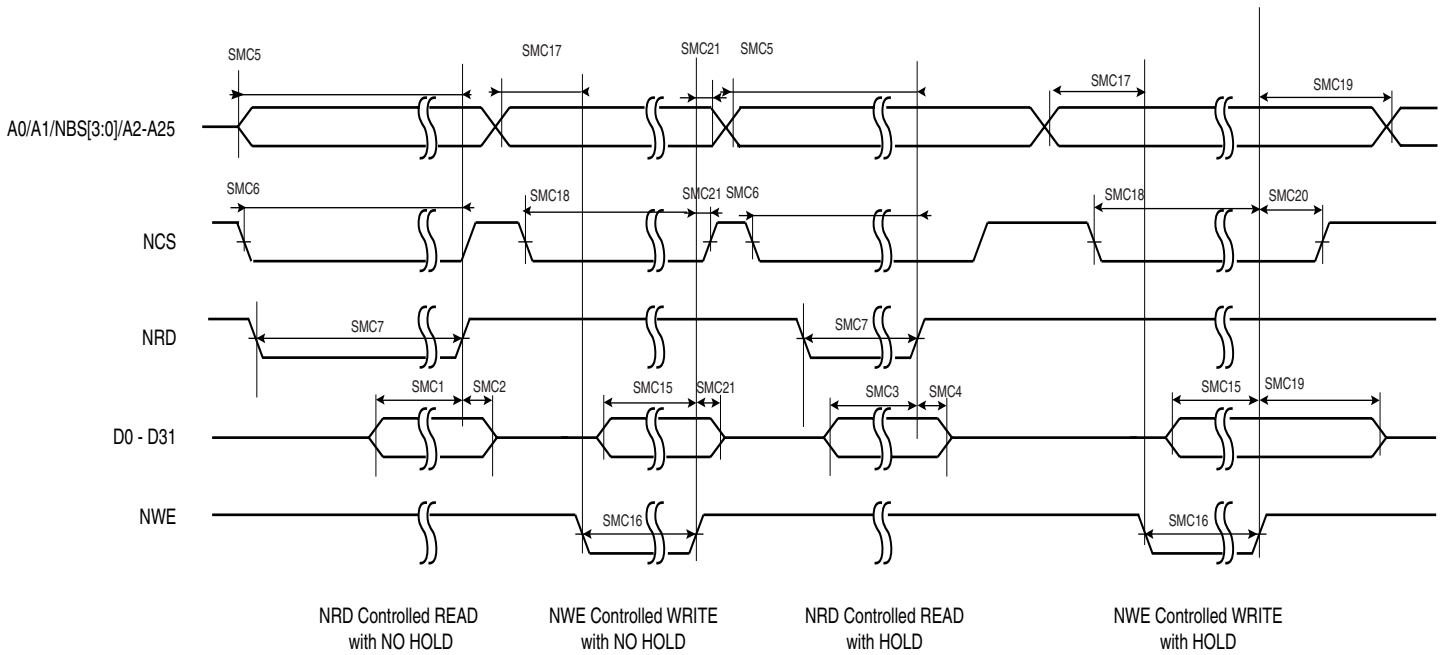 SMC5 SMC17 SMC21 SMC5 SMC17 SMC19
A0/A1/NBS[3:0]/A2-A25
SMC6 SMC18 SMC21 SMC6 SMC18 SMC20
NCS
NRD SMC7 SMC7
SMC1 SMC2 SMC15 SMC21 SMC3 SMC4 SMC15 SMC19
D0 - D31
NWE SMC16 SMC16
NRD Controlled READ
with NO HOLD
NWE Controlled WRITE
with NO HOLD
NRD Controlled READ
with HOLD
NWE Controlled WRITE
with HOLD